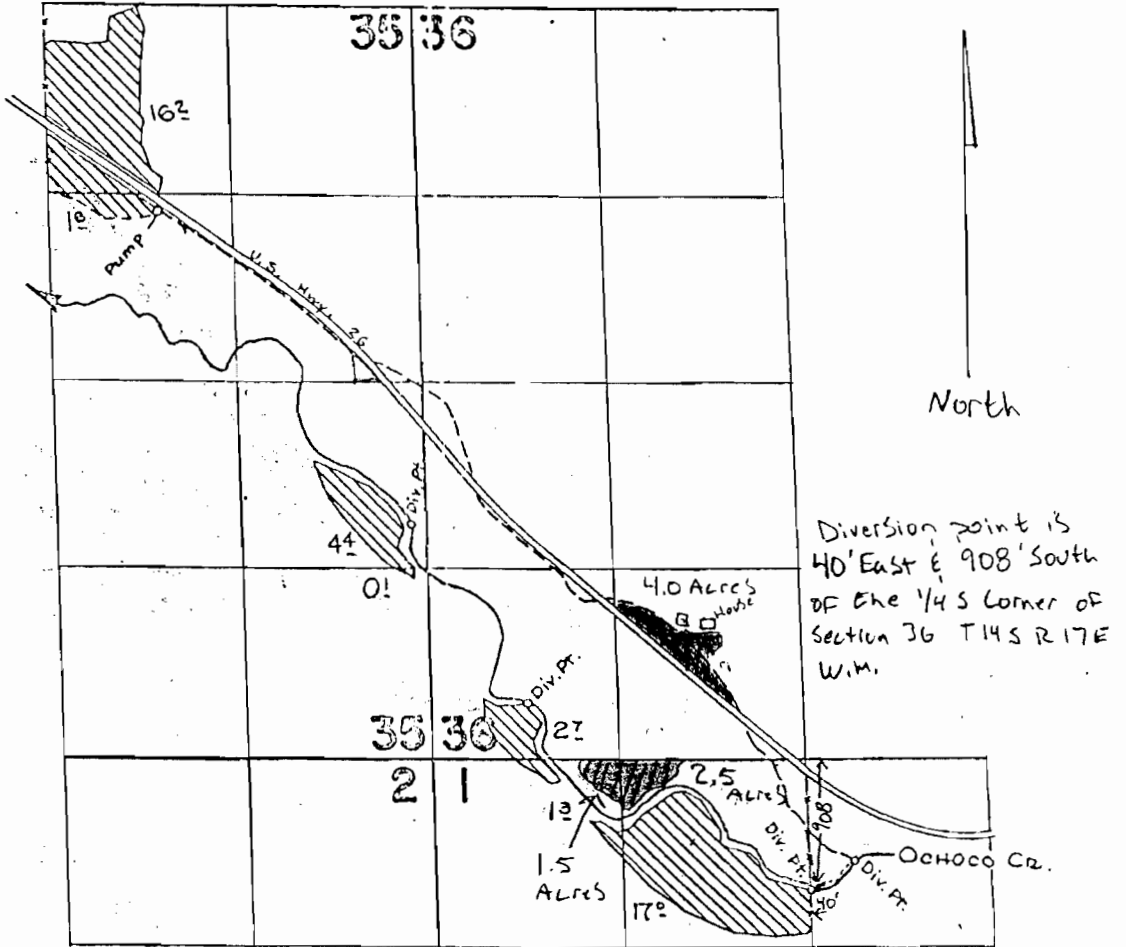 35 36
16 2
1 8
Pump
U.S. Hwy. 26
North
Div. Pt.
4 4
0 1
4.0 Acres
House
Diversion point is
40' East & 908' South
of the 1/4 S Corner of
Section 36 T14S R17E
W.M.
Div. Pt.
2 7
35 36
2 1
2.5
Acres
1 3
1.5
Acres
908
Div. Pt.
OCHOCO CR.
Div. Pt.
40'
17 0